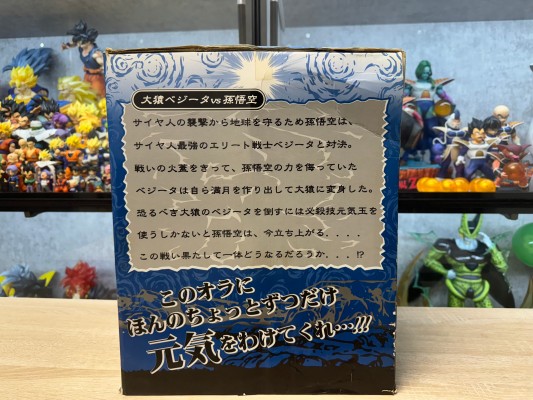 大猿ベジータvs孫悟空
サイヤ人の襲撃から地球を守るため孫悟空は、
サイヤ人最強のエリート戦士ベジータと対決。
戦いの火蓋をきって、孫悟空の力を侮っていた
ベジータは自ら満月を作り出して大猿に変身した。
恐るべき大猿のベジータを倒すには必殺技元気玉を
使うしかないと孫悟空は、今立ち上がる....
この戦い果たして一体どうなるだろうか...!?
このオラに
ほんのちょっとずつだけ
元気をわけてくれ…!!!